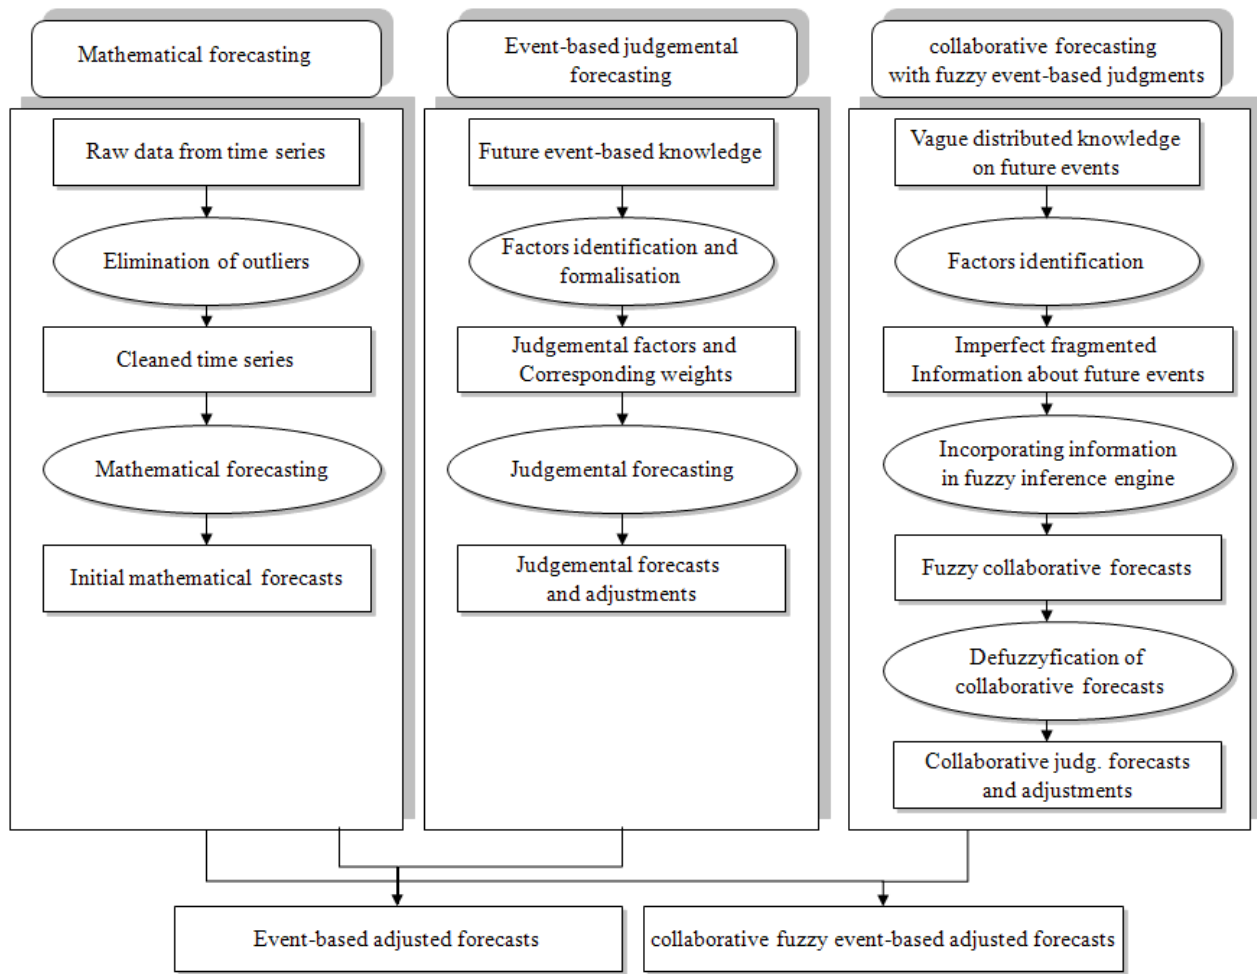 Mathematical forecasting
Event-based judgemental
forecasting
collaborative forecasting
with fuzzy event-based judgments
Raw data from time series
Elimination of outliers
Cleaned time series
Mathematical forecasting
Initial mathematical forecasts
Future event-based knowledge
Factors identification and
formalisation
Judgemental factors and
Corresponding weights
Judgemental forecasting
Judgemental forecasts
and adjustments
Vague distributed knowledge
on future events
Factors identification
Imperfect fragmented
Information about future events
Incorporating information
in fuzzy inference engine
Fuzzy collaborative forecasts
Defuzzyfication of
collaborative forecasts
Collaborative judg. forecasts
and adjustments
Event-based adjusted forecasts
collaborative fuzzy event-based adjusted forecasts